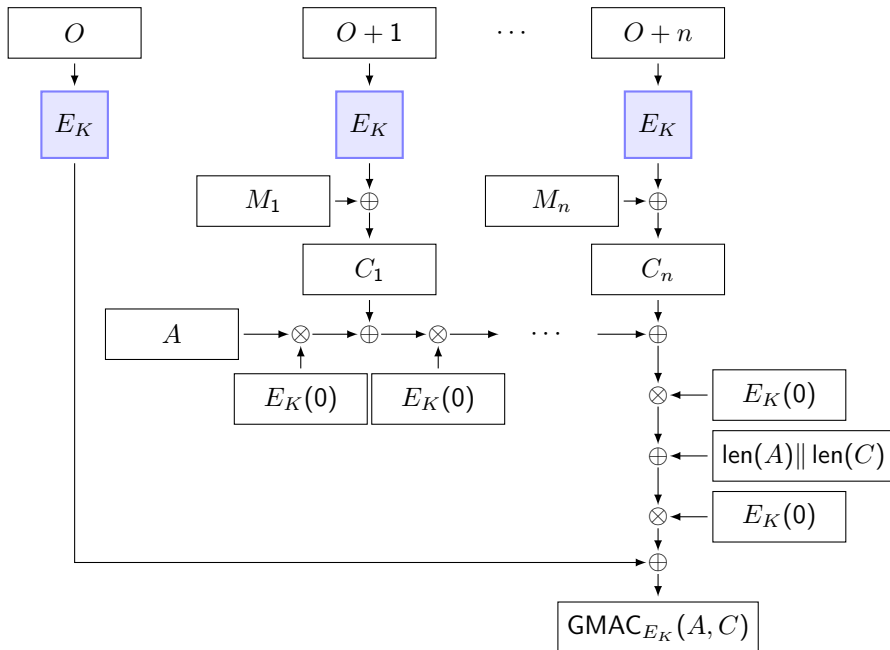 O O + 1 ⋯ O + n
E_K E_K E_K
M_1 ⊕ M_n ⊕
C_1 C_n
A ⊗ ⊕ ⊗ ⋯ ⊕
E_K(0) E_K(0)
⊗ E_K(0)
⊕ len(A)∥ len(C)
⊗ E_K(0)
⊕
GMAC_{E_K}(A, C)